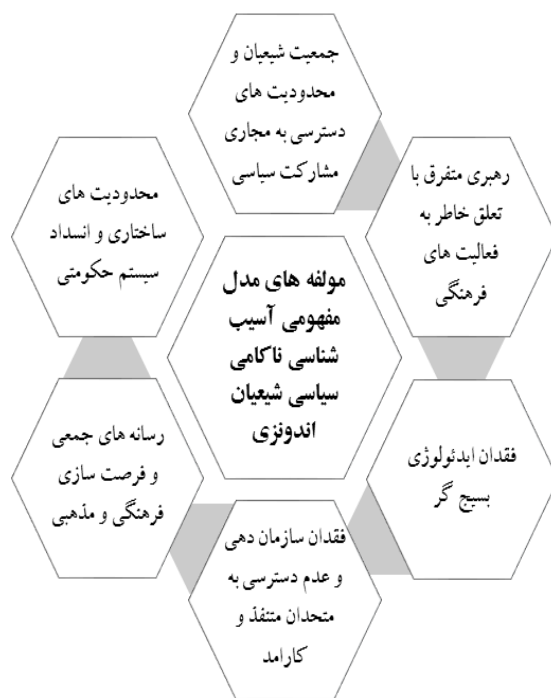 جمعیت شیعیان و
محدودیت های
دسترسی به مجاری
مشارکت سیاسی
رهبری متفرق با
تعلق خاطر به
فعالیت های
فرهنگی
فقدان ایدئولوژی
بسیج گر
فقدان سازمان دهی
و عدم دسترسی به
متحدان متنفذ و
کارامد
رسانه های جمعی
و فرصت سازی
فرهنگی و مذهبی
محدودیت های
ساختاری و انسداد
سیستم حکومتی
مولفه های مدل
مفهومی آسیب
شناسی ناکامی
سیاسی شیعیان
اندونزی